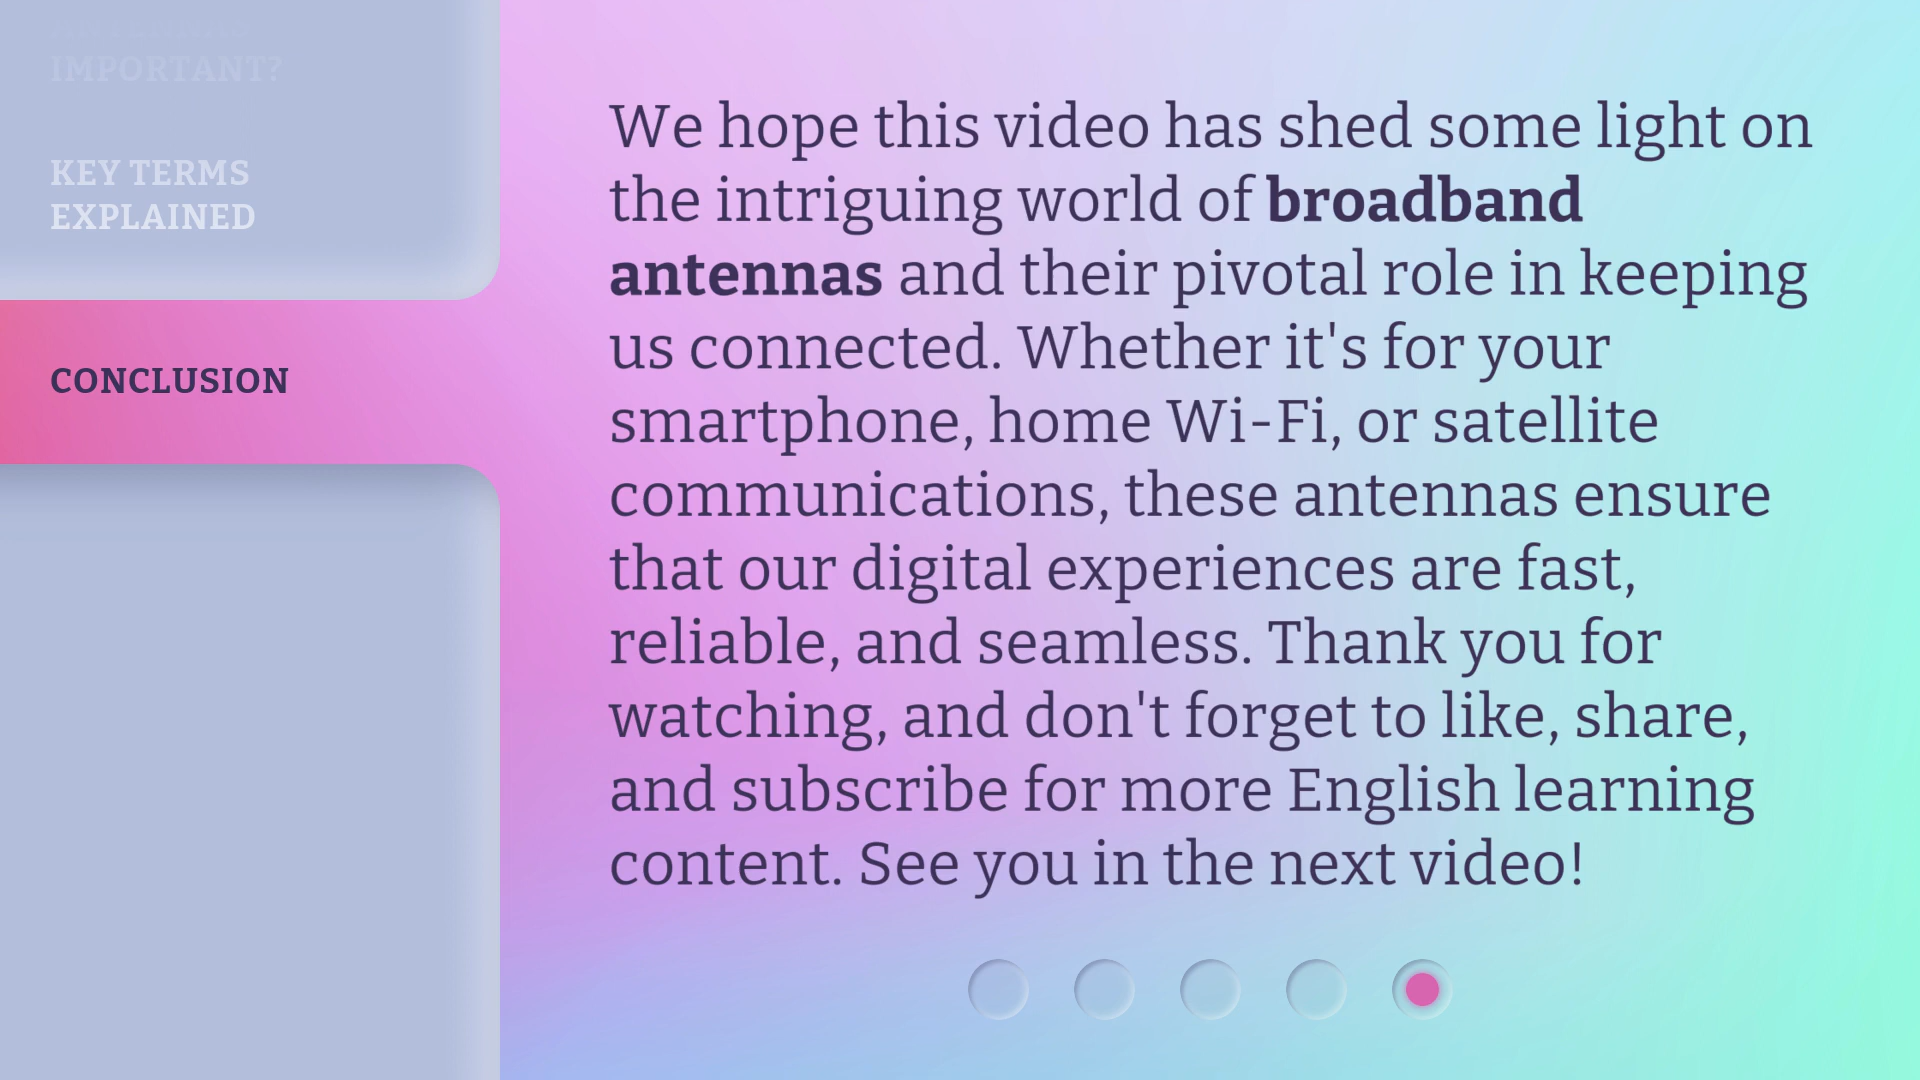 IMPORTANT?
KEY TERMS
EXPLAINED
CONCLUSION
We hope this video has shed some light on
the intriguing world of broadband
antennas and their pivotal role in keeping
us connected. Whether it's for your
smartphone, home Wi-Fi, or satellite
communications, these antennas ensure
that our digital experiences are fast,
reliable, and seamless. Thank you for
watching, and don't forget to like, share,
and subscribe for more English learning
content. See you in the next video!